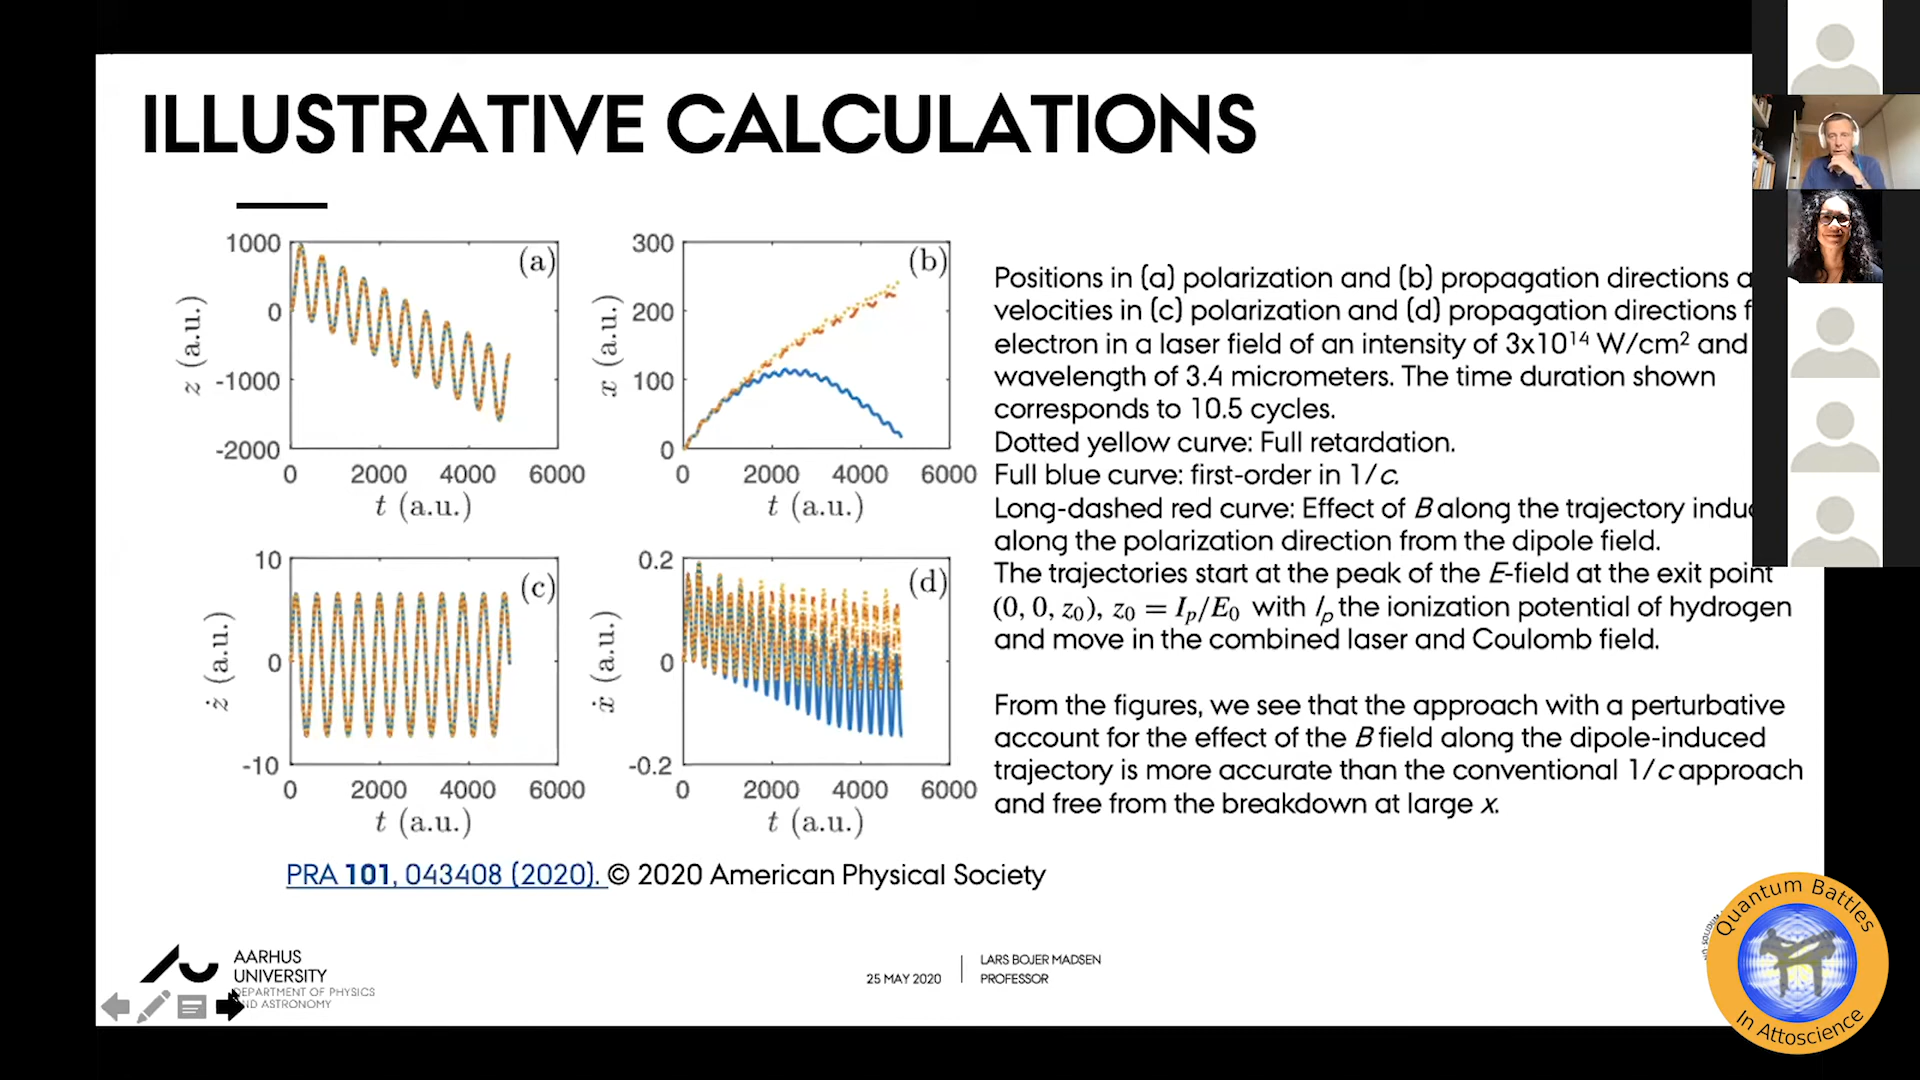 ILLUSTRATIVE CALCULATIONS
1000
0
-1000
-2000
z (a.u.)
(a)
0 2000 4000 6000
t (a.u.)
300
200
100
0
x (a.u.)
(b)
0 2000 4000 6000
t (a.u.)
10
0
-10
ż (a.u.)
(c)
0 2000 4000 6000
t (a.u.)
0.2
0
-0.2
ẋ (a.u.)
(d)
0 2000 4000 6000
t (a.u.)
Positions in (a) polarization and (b) propagation directions
velocities in (c) polarization and (d) propagation directions
electron in a laser field of an intensity of 3x10¹⁴ W/cm² and
wavelength of 3.4 micrometers. The time duration shown
corresponds to 10.5 cycles.
Dotted yellow curve: Full retardation.
Full blue curve: first-order in 1/c.
Long-dashed red curve: Effect of B along the trajectory
along the polarization direction from the dipole field.
The trajectories start at the peak of the E-field at the exit point
(0, 0, z₀), z₀ = Iₚ/E₀ with Iₚ the ionization potential of hydrogen
and move in the combined laser and Coulomb field.
From the figures, we see that the approach with a perturbative
account for the effect of the B field along the dipole-induced
trajectory is more accurate than the conventional 1/c approach
and free from the breakdown at large x.
PRA 101, 043408 (2020). © 2020 American Physical Society
AARHUS
UNIVERSITY
DEPARTMENT OF PHYSICS
AND ASTRONOMY
25 MAY 2020
LARS BOJER MADSEN
PROFESSOR
Quantum Battles
In Attoscience